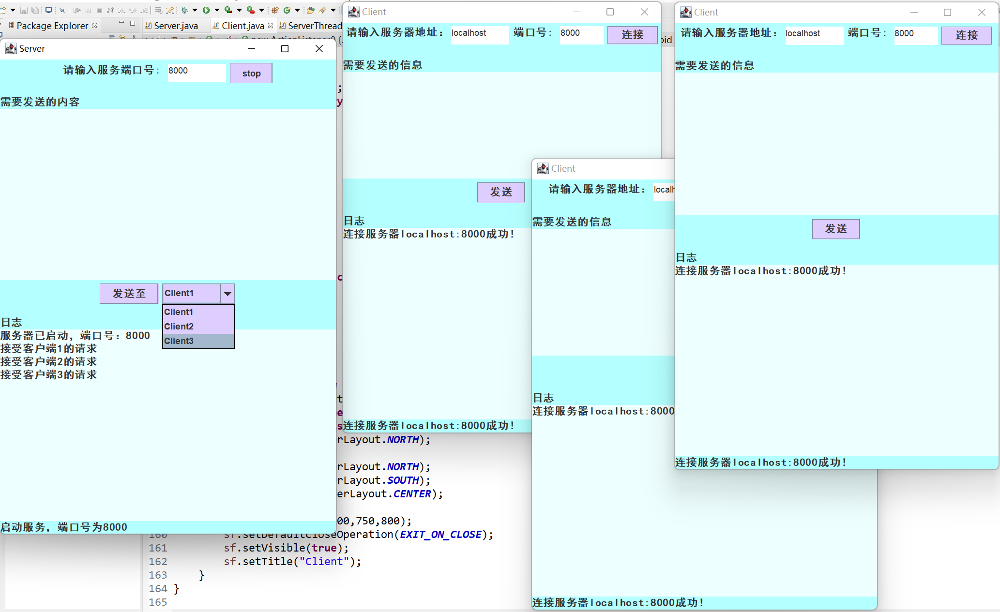 Package Explorer
Server.java
Client.java
ServerThread
new ActionListener() {
oid
Server
请输入服务端口号：
8000
stop
需要发送的内容
发送至
Client1
Client1
Client2
Client3
日志
服务器已启动，端口号：8000
接受客户端1的请求
接受客户端2的请求
接受客户端3的请求
启动服务，端口号为8000
Client
请输入服务器地址：
localhost
端口号：
8000
连接
需要发送的信息
发送
日志
连接服务器localhost:8000成功！
连接服务器localhost:8000成功！
Client
请输入服务器地址：
localh
需要发送的信息
日志
连接服务器localhost:8000
连接服务器localhost:8000成功！
Client
请输入服务器地址：
localhost
端口号：
8000
连接
需要发送的信息
发送
日志
连接服务器localhost:8000成功！
连接服务器localhost:8000成功！
;
y
c
t
e
s
rLayout.NORTH);
rLayout.NORTH);
rLayout.SOUTH);
erLayout.CENTER);
00,750,800);
160 sf.setDefaultCloseOperation(EXIT_ON_CLOSE);
161 sf.setVisible(true);
162 sf.setTitle("Client");
163 }
164 }
165